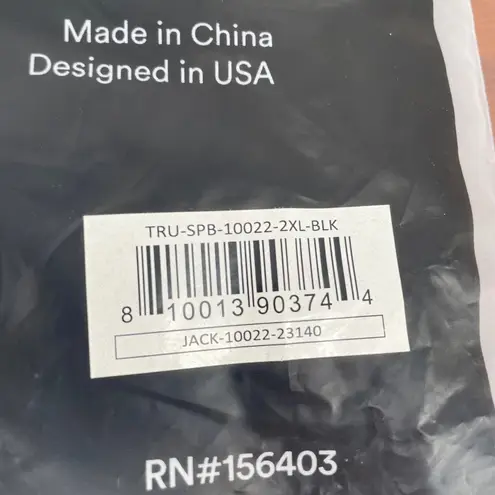 Made in China
Designed in USA
TRU-SPB-10022-2XL-BLK
8 10013 90374 4
JACK-10022-23140
RN#156403